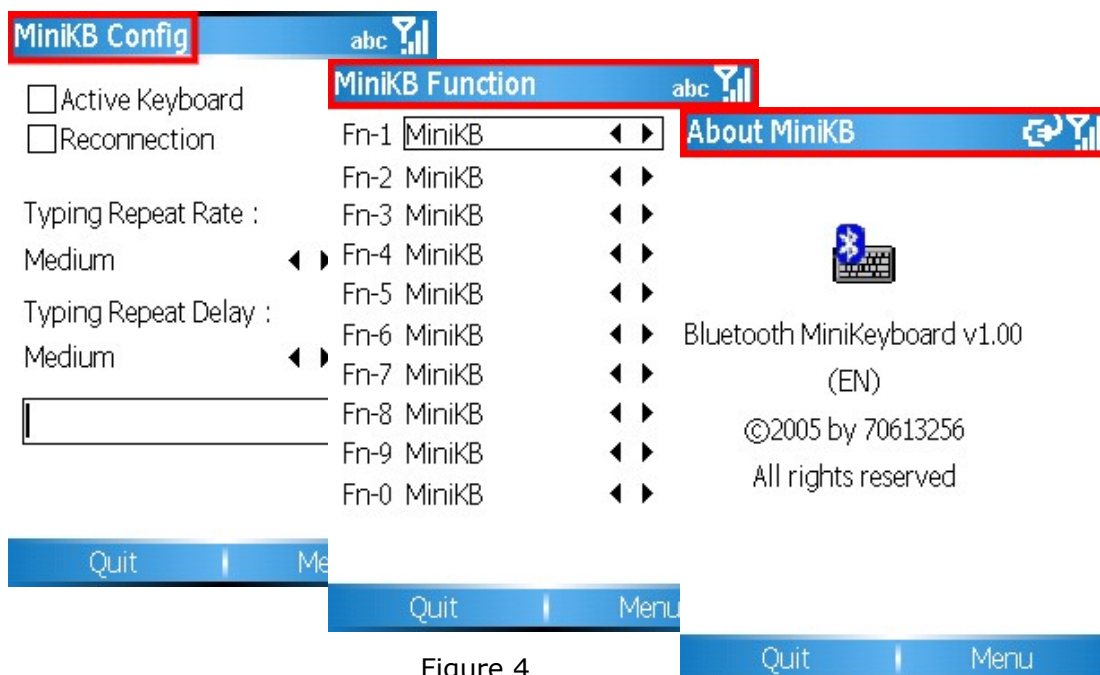 MiniKB Config abc
Active Keyboard
Reconnection
Typing Repeat Rate :
Medium
Typing Repeat Delay :
Medium
Quit Me
MiniKB Function abc
Fn-1 MiniKB
Fn-2 MiniKB
Fn-3 MiniKB
Fn-4 MiniKB
Fn-5 MiniKB
Fn-6 MiniKB
Fn-7 MiniKB
Fn-8 MiniKB
Fn-9 MiniKB
Fn-0 MiniKB
Quit Menu
About MiniKB
Bluetooth MiniKeyboard v1.00
(EN)
©2005 by 70613256
All rights reserved
Quit Menu
Figure 4